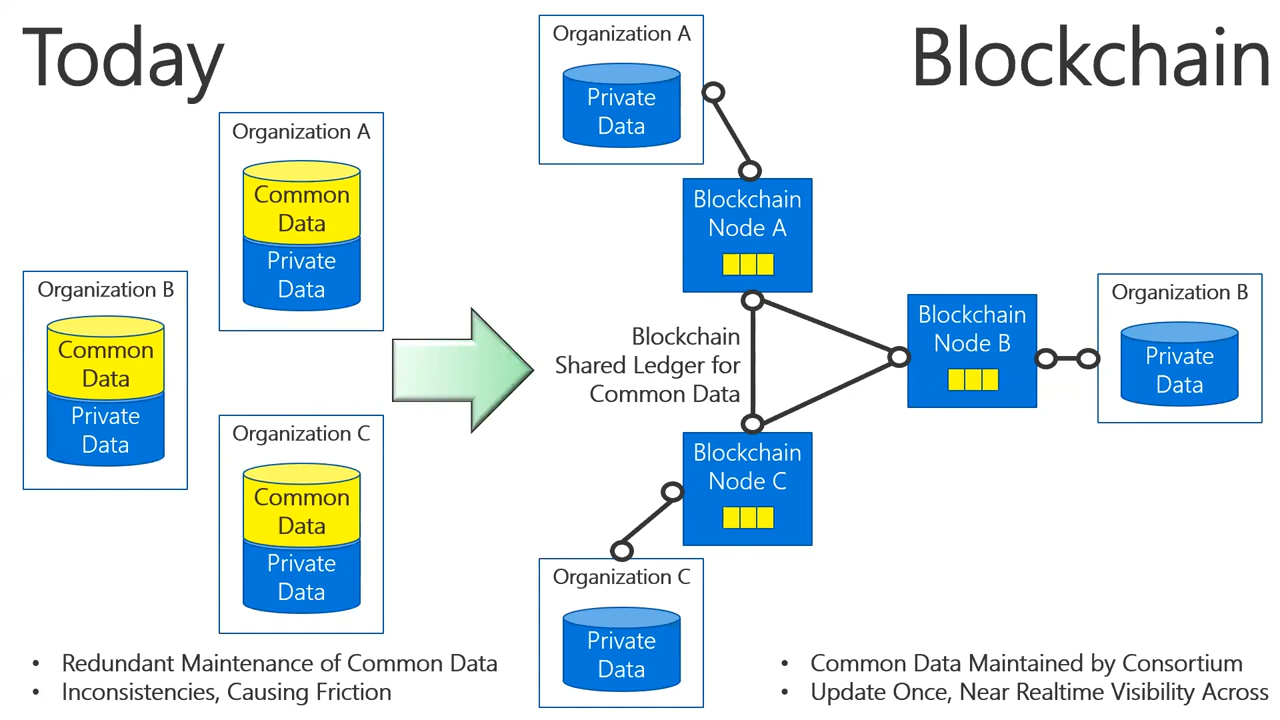 Today
Organization A
Common
Data
Private
Data
Organization B
Common
Data
Private
Data
Organization C
Common
Data
Private
Data
• Redundant Maintenance of Common Data
• Inconsistencies, Causing Friction
Blockchain
Organization A
Private
Data
Blockchain
Node A
Blockchain
Shared Ledger for
Common Data
Blockchain
Node B
Organization B
Private
Data
Blockchain
Node C
Organization C
Private
Data
• Common Data Maintained by Consortium
• Update Once, Near Realtime Visibility Across